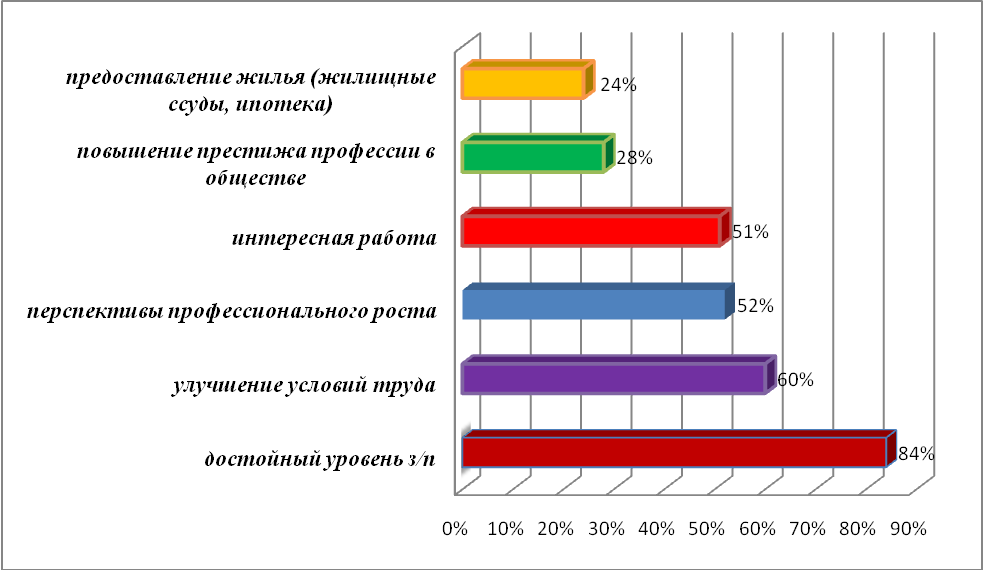 предоставление жилья (жилищные
ссуды, ипотека)
24%
повышение престижа профессии в
обществе
28%
интересная работа
51%
перспективы профессионального роста
52%
улучшение условий труда
60%
достойный уровень з/п
84%
0% 10% 20% 30% 40% 50% 60% 70% 80% 90%